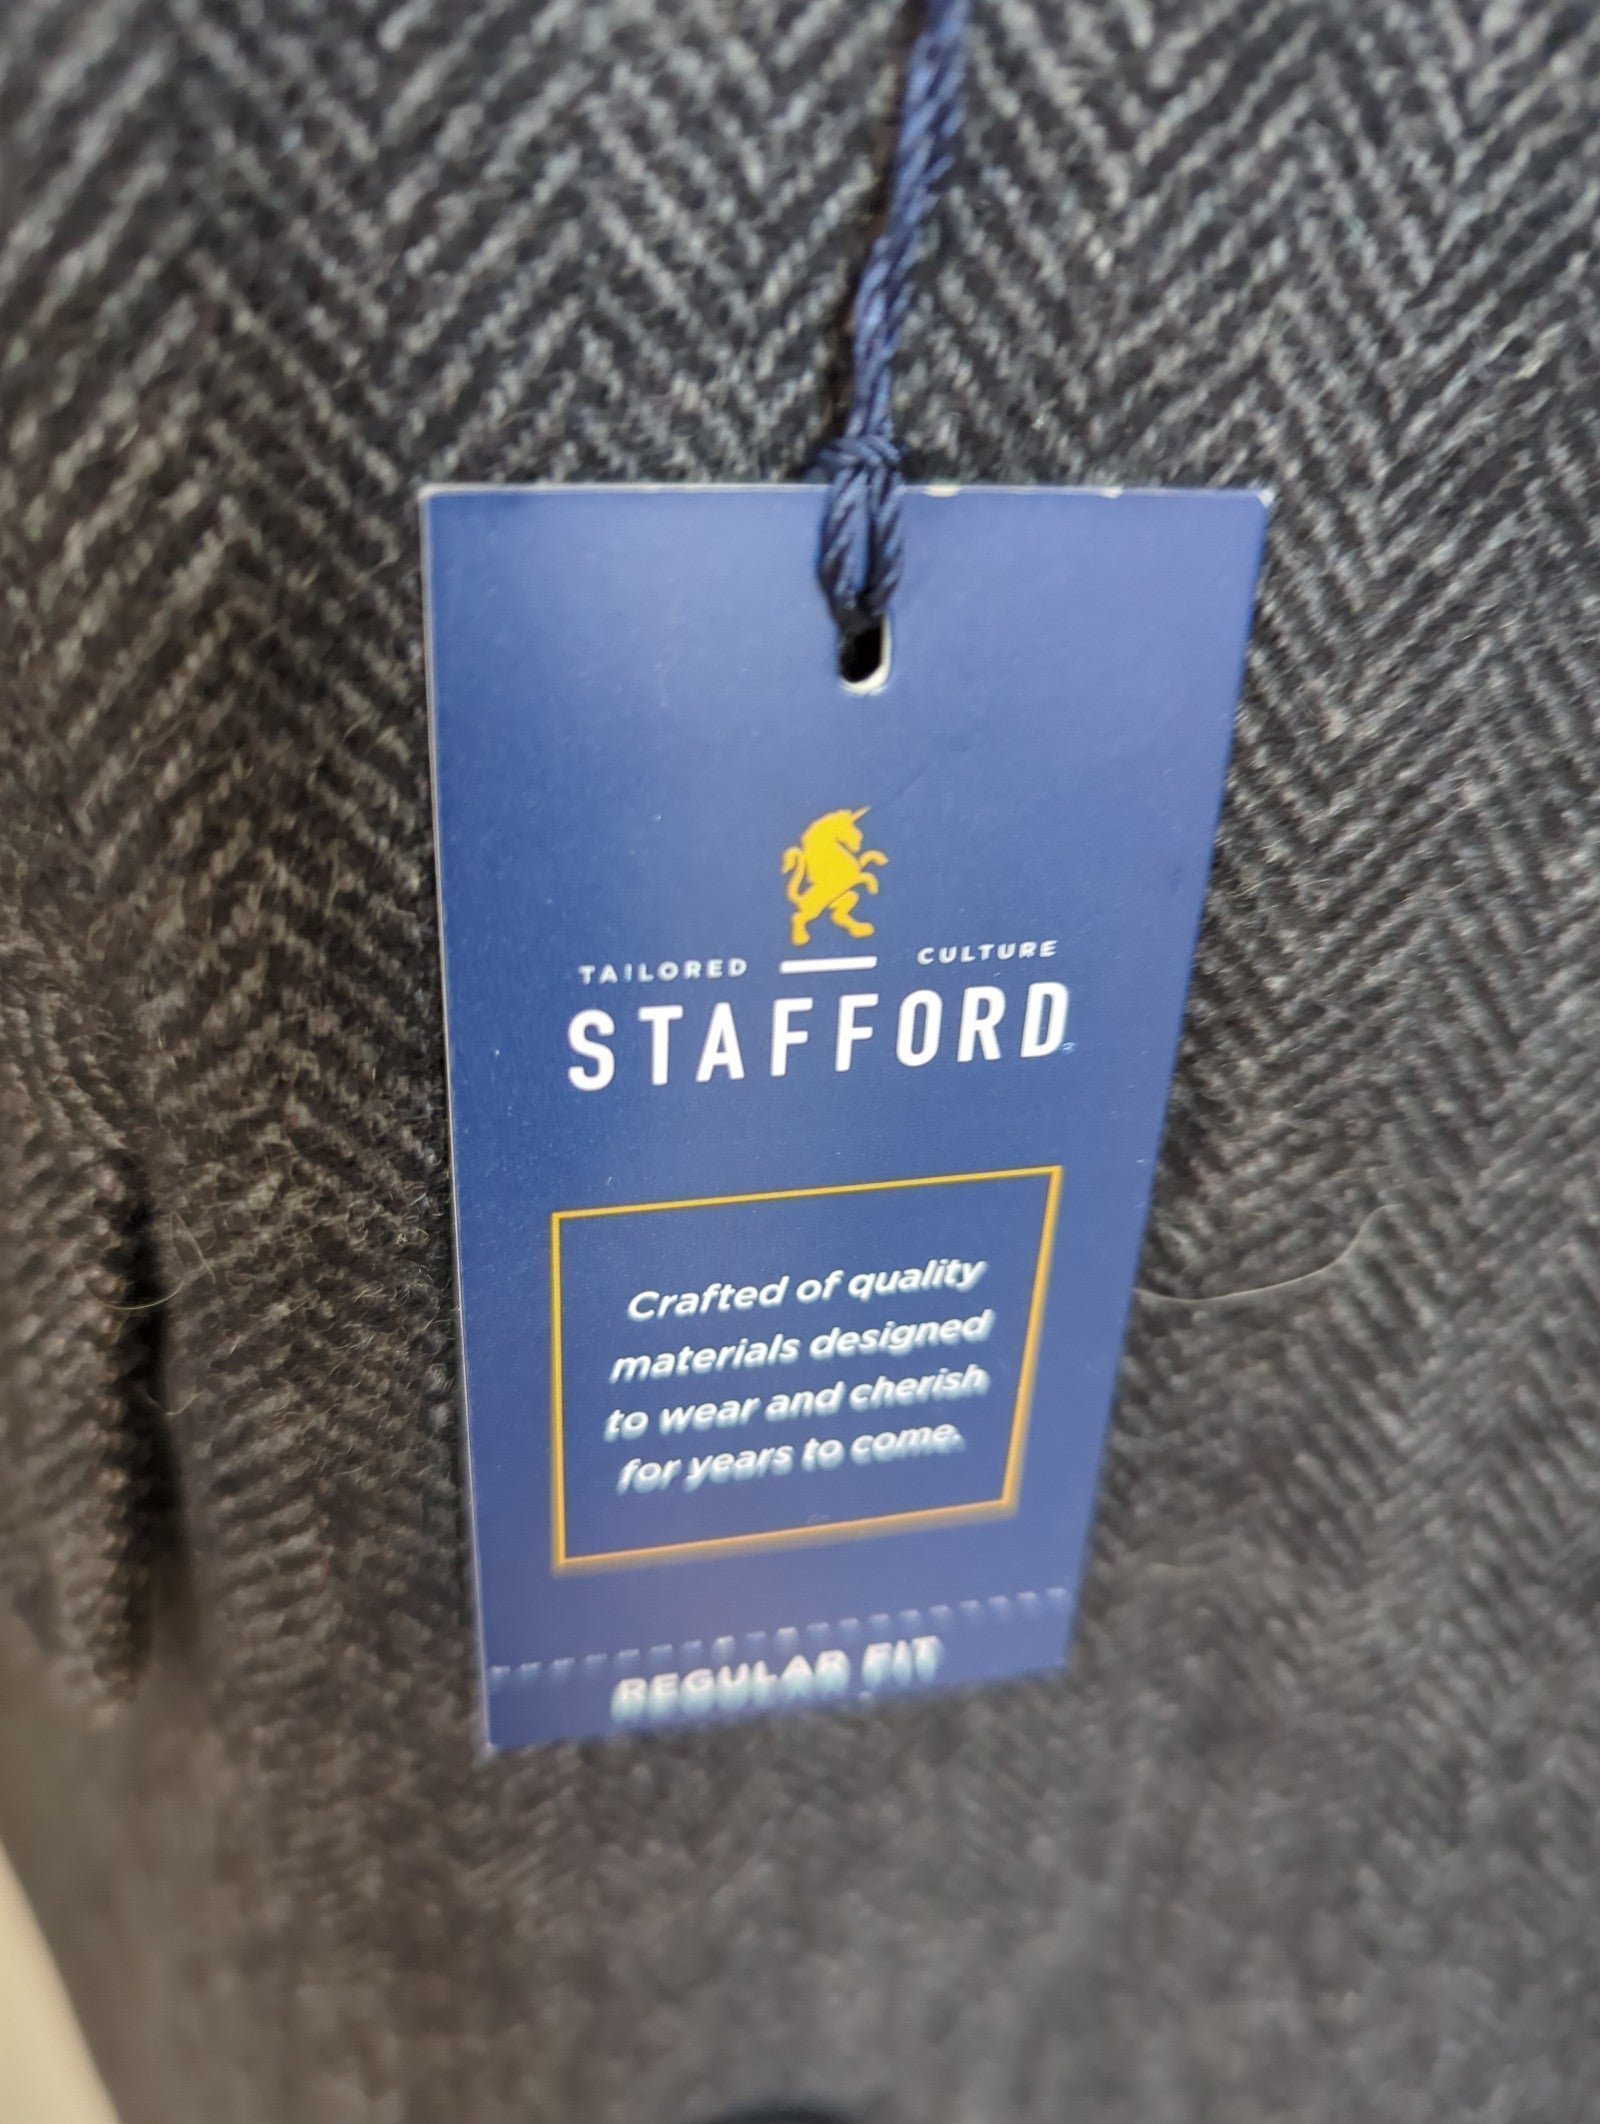 TAILORED CULTURE
STAFFORD
Crafted of quality
materials designed
to wear and cherish
for years to come.
REGULAR FIT